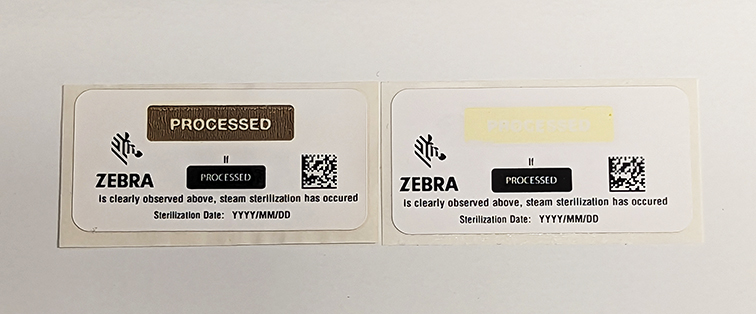 PROCESSED
If
ZEBRA
PROCESSED
is clearly observed above, steam sterilization has occured
Sterilization Date: YYYY/MM/DD
PROCESSED
If
ZEBRA
PROCESSED
is clearly observed above, steam sterilization has occured
Sterilization Date: YYYY/MM/DD